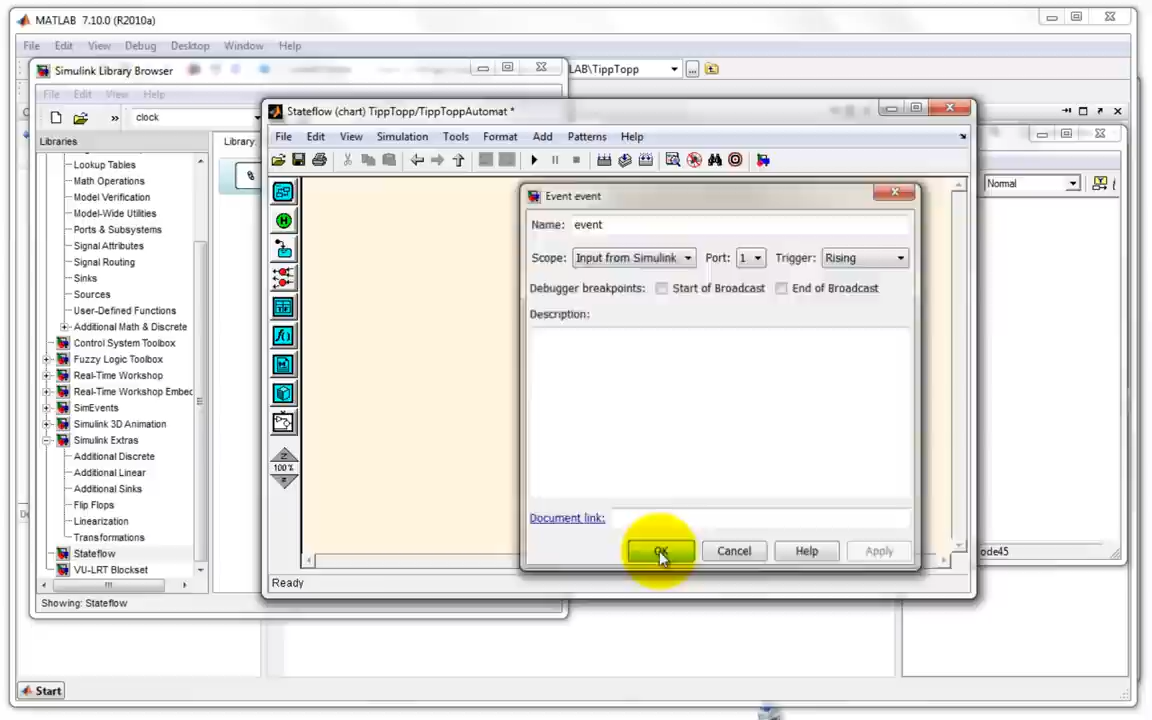 MATLAB 7.10.0 (R2010a)
File Edit View Debug Desktop Window Help
Simulink Library Browser
LAB\TippTopp
File Edit View Help
clock
Libraries
Library:
Lookup Tables
Math Operations
Model Verification
Model-Wide Utilities
Ports & Subsystems
Signal Attributes
Signal Routing
Sinks
Sources
User-Defined Functions
Additional Math & Discrete
Control System Toolbox
Fuzzy Logic Toolbox
Real-Time Workshop
Real-Time Workshop Embec
SimEvents
Simulink 3D Animation
Simulink Extras
Additional Discrete
Additional Linear
Additional Sinks
Flip Flops
Linearization
Transformations
Stateflow
VU-LRT Blockset
Showing: Stateflow
Stateflow (chart) TippTopp/TippToppAutomat *
File Edit View Simulation Tools Format Add Patterns Help
100%
Ready
Normal
ode45
Event event
Name: event
Scope: Input from Simulink Port: 1 Trigger: Rising
Debugger breakpoints: Start of Broadcast End of Broadcast
Description:
Document link:
OK Cancel Help Apply
Start